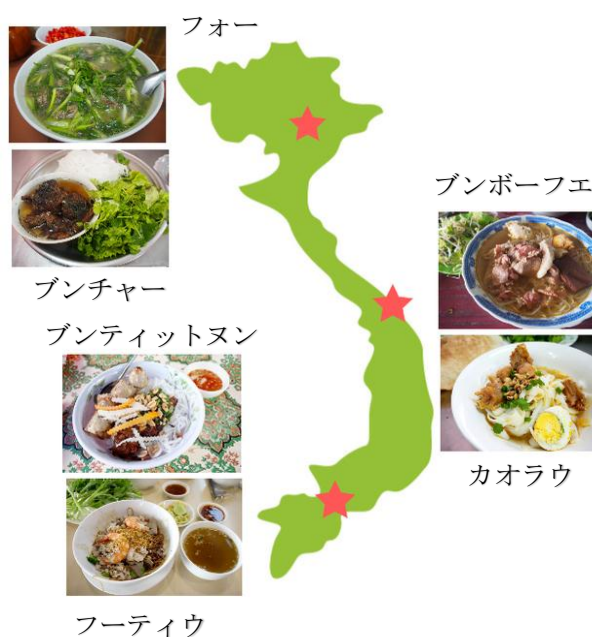 フォー
ブンチャー
ブンボーフエ
カオラウ
ブンティットヌン
フーティウ